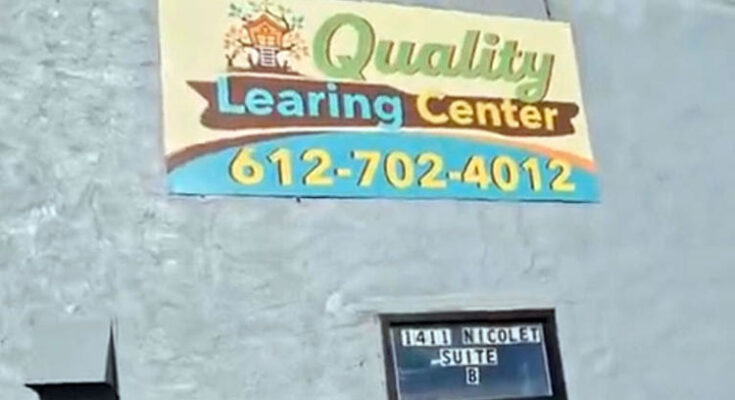 Quality
Learing Center
612-702-4012
1411 NICOLET
SUITE
B